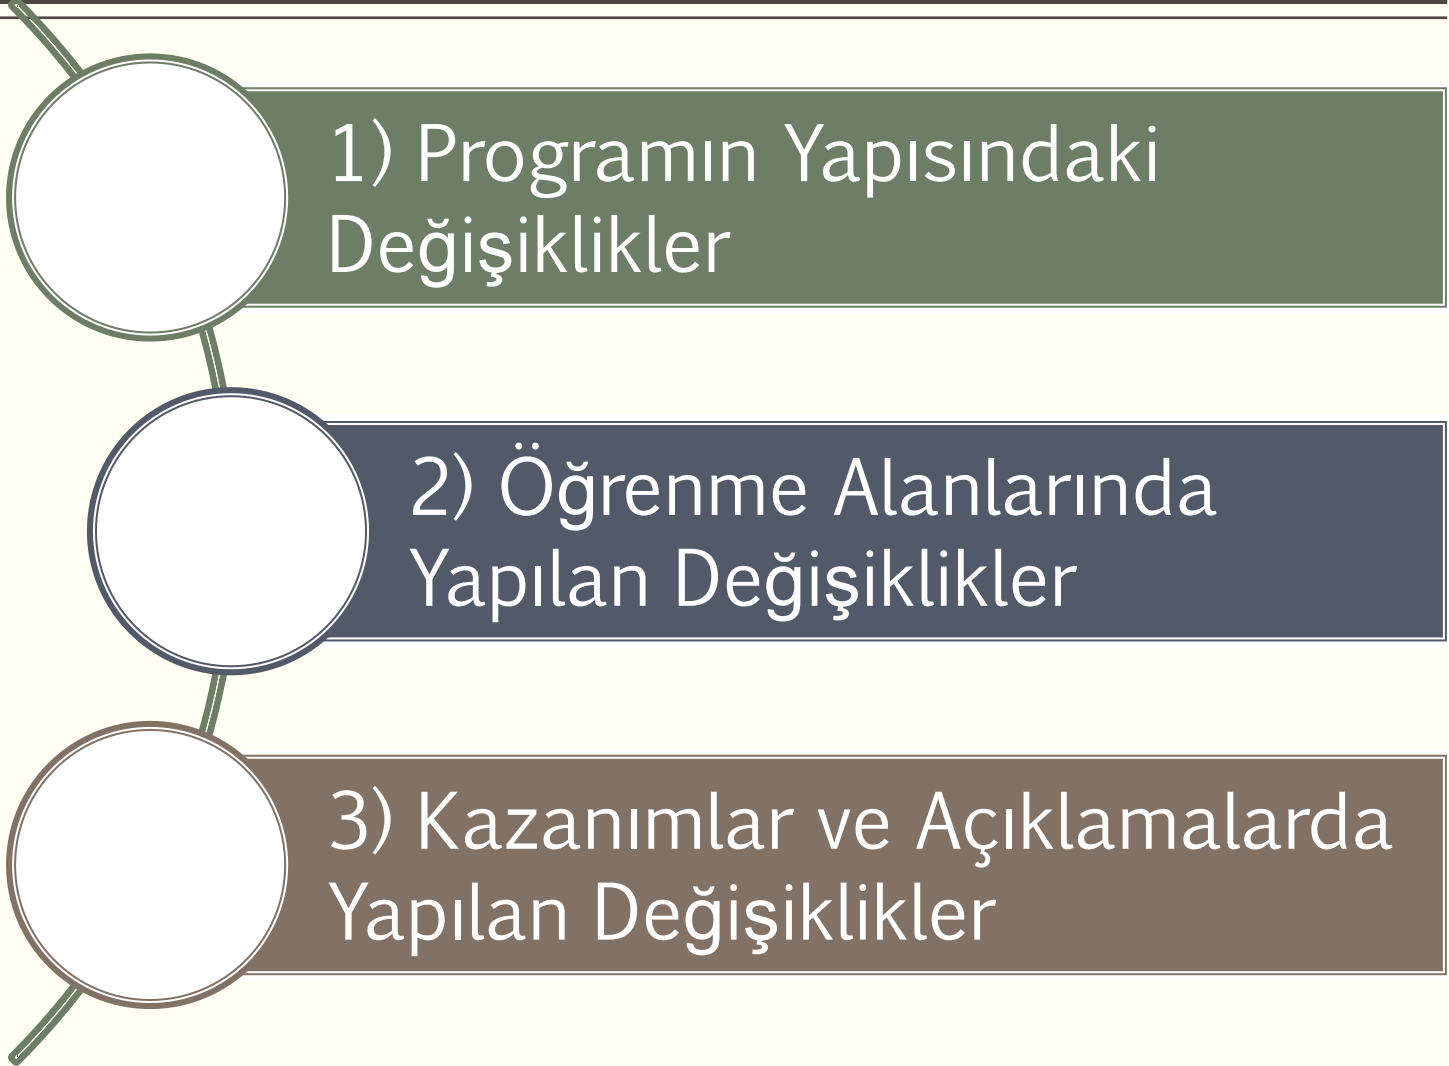 1) Programın Yapısındaki
Değişiklikler
2) Öğrenme Alanlarında
Yapılan Değişiklikler
3) Kazanımlar ve Açıklamalarda
Yapılan Değişiklikler